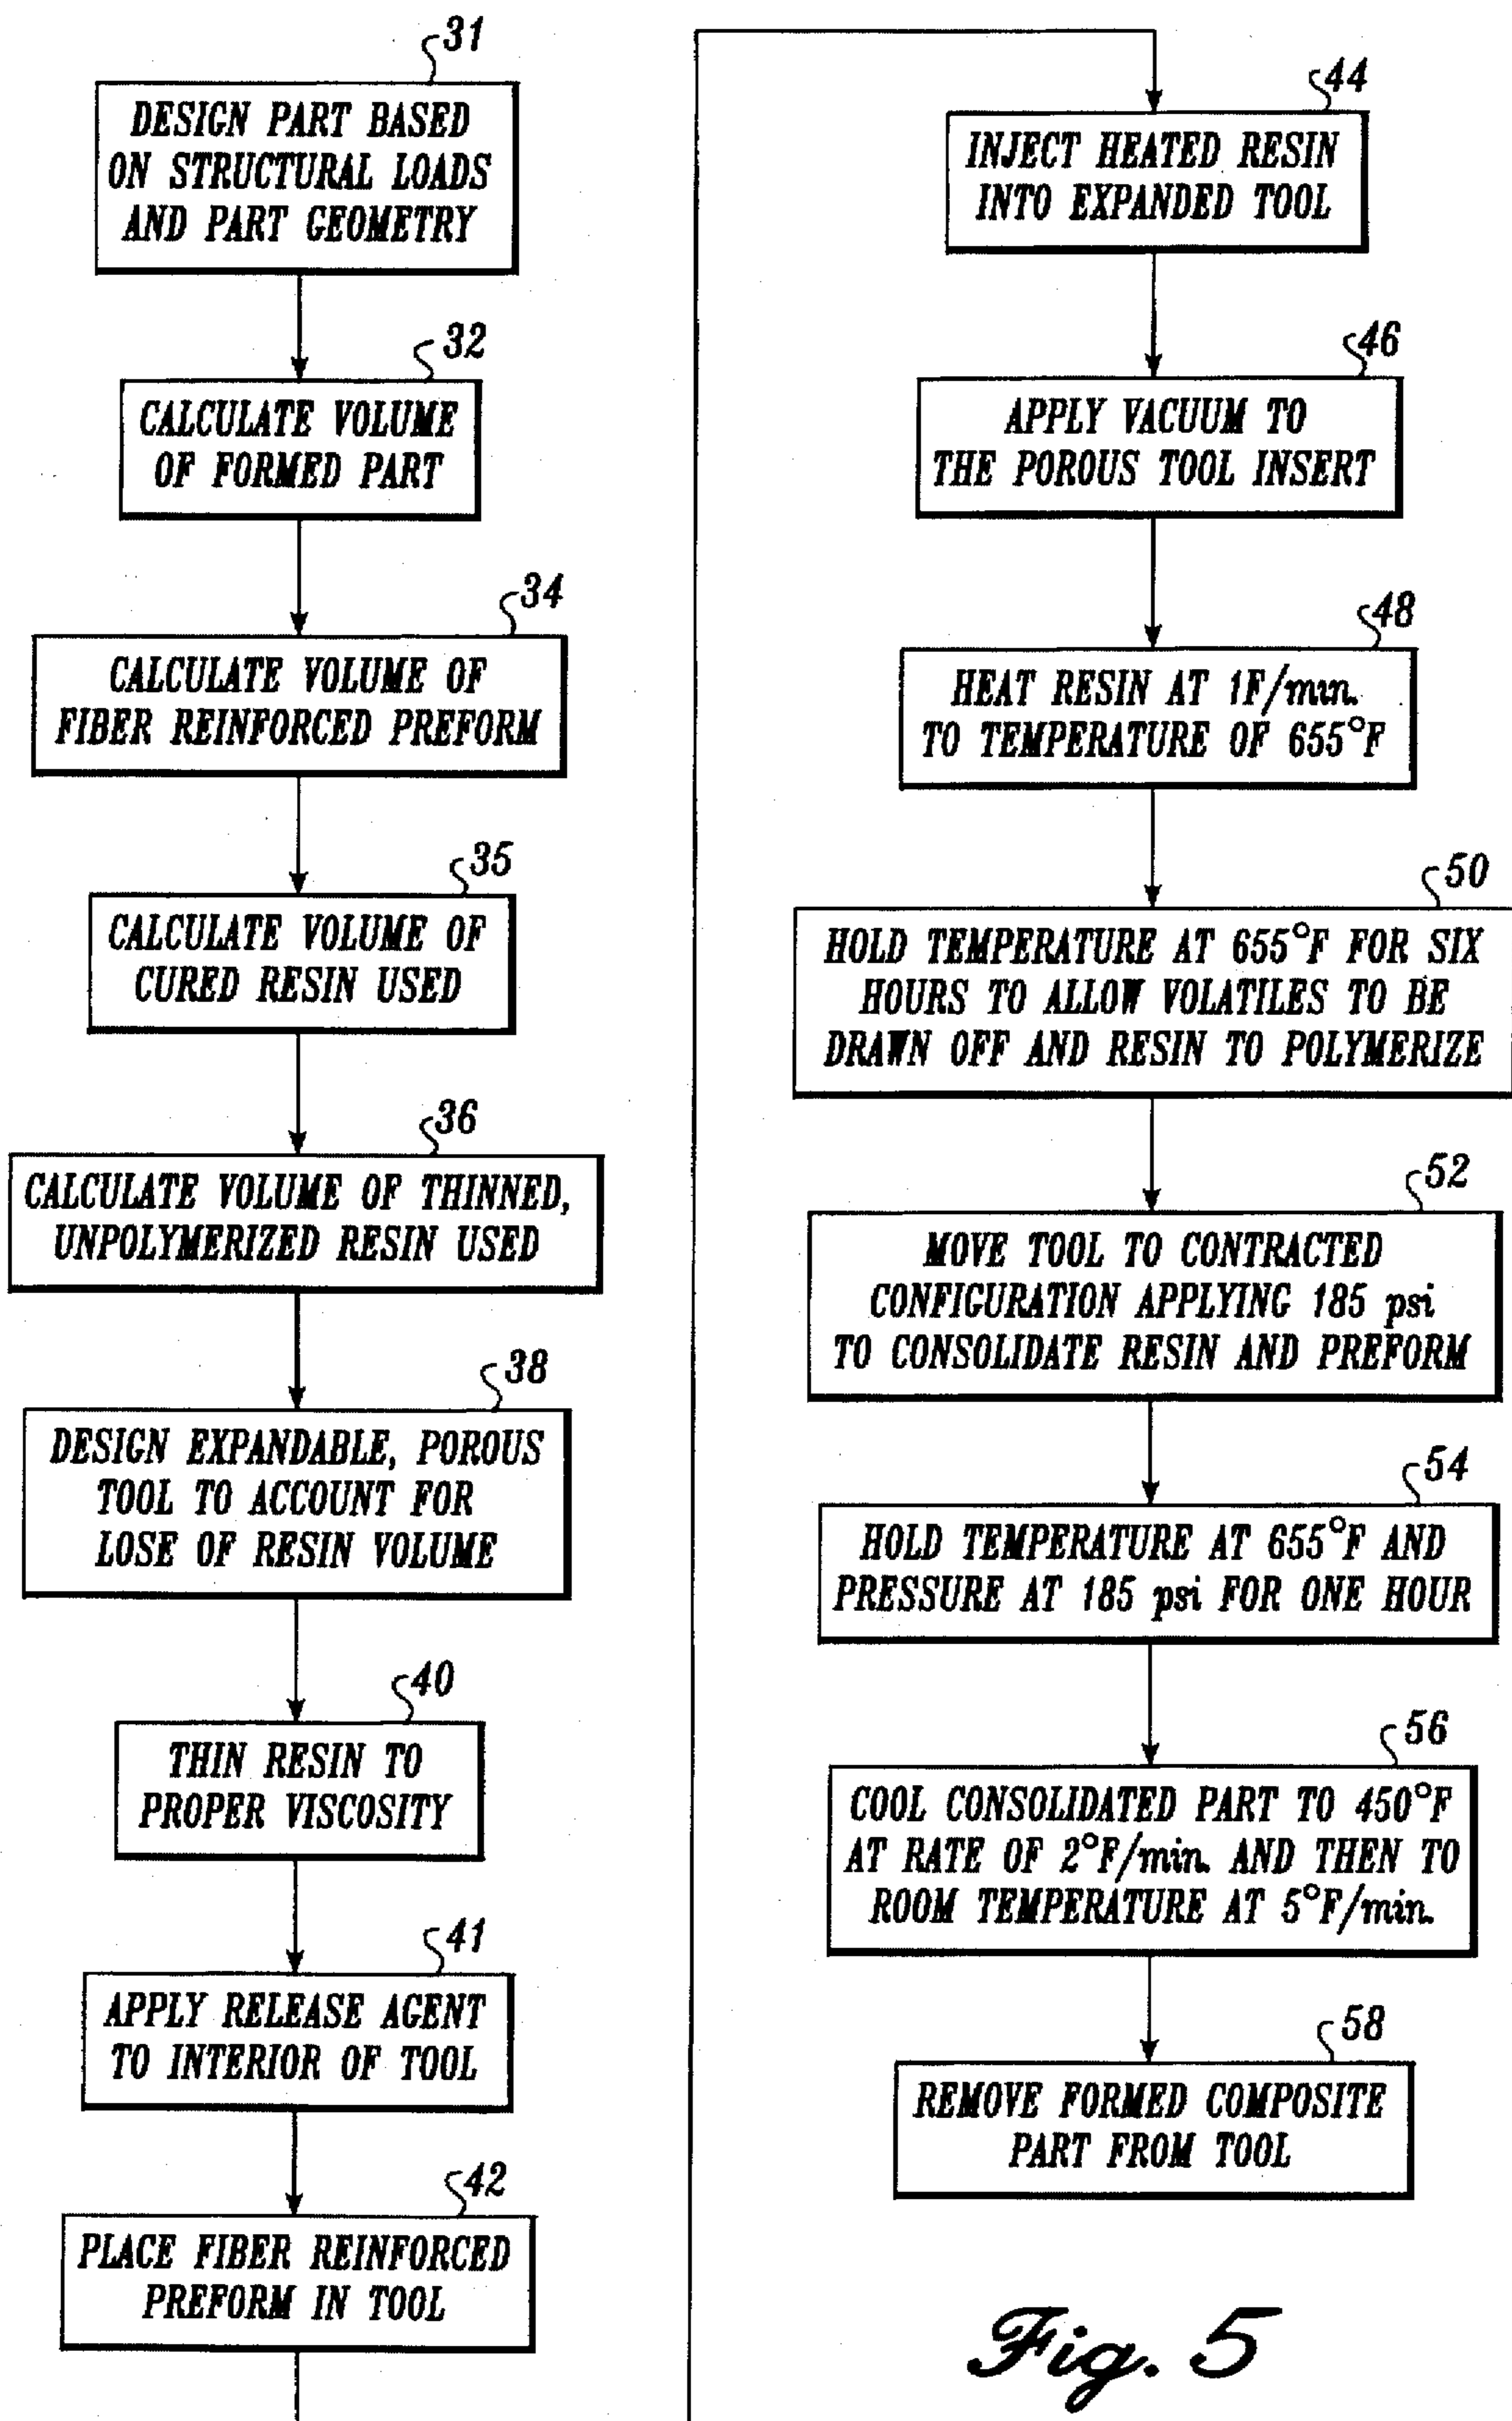 31
DESIGN PART BASED
ON STRUCTURAL LOADS
AND PART GEOMETRY
32
CALCULATE VOLUME
OF FORMED PART
34
CALCULATE VOLUME OF
FIBER REINFORCED PREFORM
35
CALCULATE VOLUME OF
CURED RESIN USED
36
CALCULATE VOLUME OF THINNED,
UNPOLYMERIZED RESIN USED
38
DESIGN EXPANDABLE, POROUS
TOOL TO ACCOUNT FOR
LOSE OF RESIN VOLUME
40
THIN RESIN TO
PROPER VISCOSITY
41
APPLY RELEASE AGENT
TO INTERIOR OF TOOL
42
PLACE FIBER REINFORCED
PREFORM IN TOOL
44
INJECT HEATED RESIN
INTO EXPANDED TOOL
46
APPLY VACUUM TO
THE POROUS TOOL INSERT
48
HEAT RESIN AT 1F/min.
TO TEMPERATURE OF 655°F
50
HOLD TEMPERATURE AT 655°F FOR SIX
HOURS TO ALLOW VOLATILES TO BE
DRAWN OFF AND RESIN TO POLYMERIZE
52
MOVE TOOL TO CONTRACTED
CONFIGURATION APPLYING 185 psi
TO CONSOLIDATE RESIN AND PREFORM
54
HOLD TEMPERATURE AT 655°F AND
PRESSURE AT 185 psi FOR ONE HOUR
56
COOL CONSOLIDATED PART TO 450°F
AT RATE OF 2°F/min. AND THEN TO
ROOM TEMPERATURE AT 5°F/min.
58
REMOVE FORMED COMPOSITE
PART FROM TOOL
Fig. 5